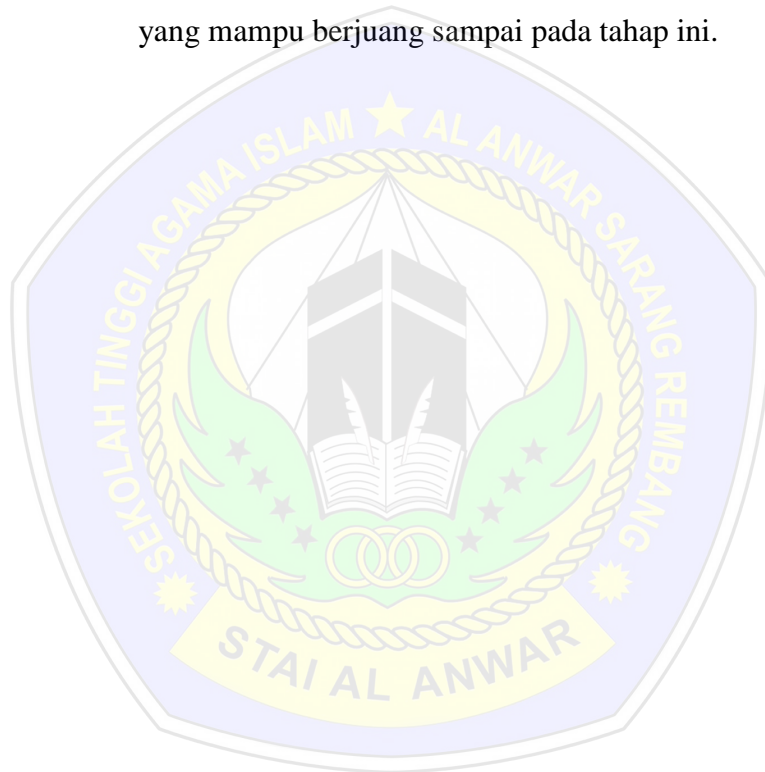 yang mampu berjuang sampai pada tahap ini.
SEKOLAH TINGGI AGAMA ISLAM ★ AL ANWAR SARANG REMBANG
STAI AL ANWAR